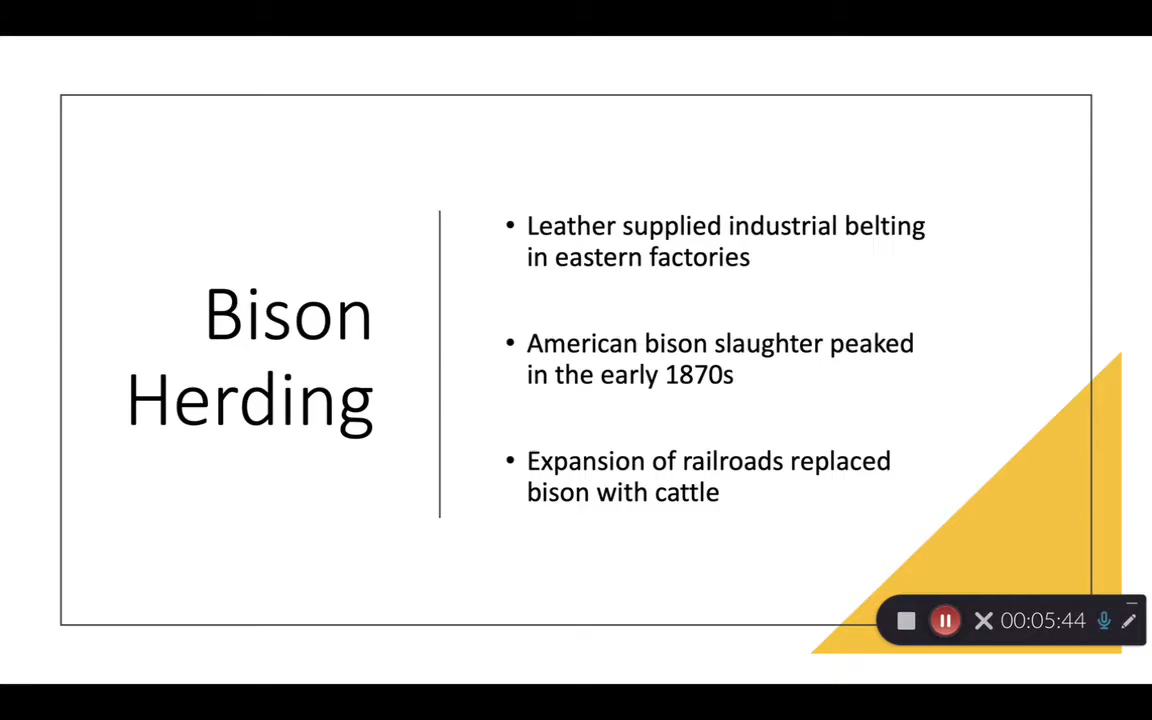 Bison
Herding
• Leather supplied industrial belting
in eastern factories
• American bison slaughter peaked
in the early 1870s
• Expansion of railroads replaced
bison with cattle
00:05:44